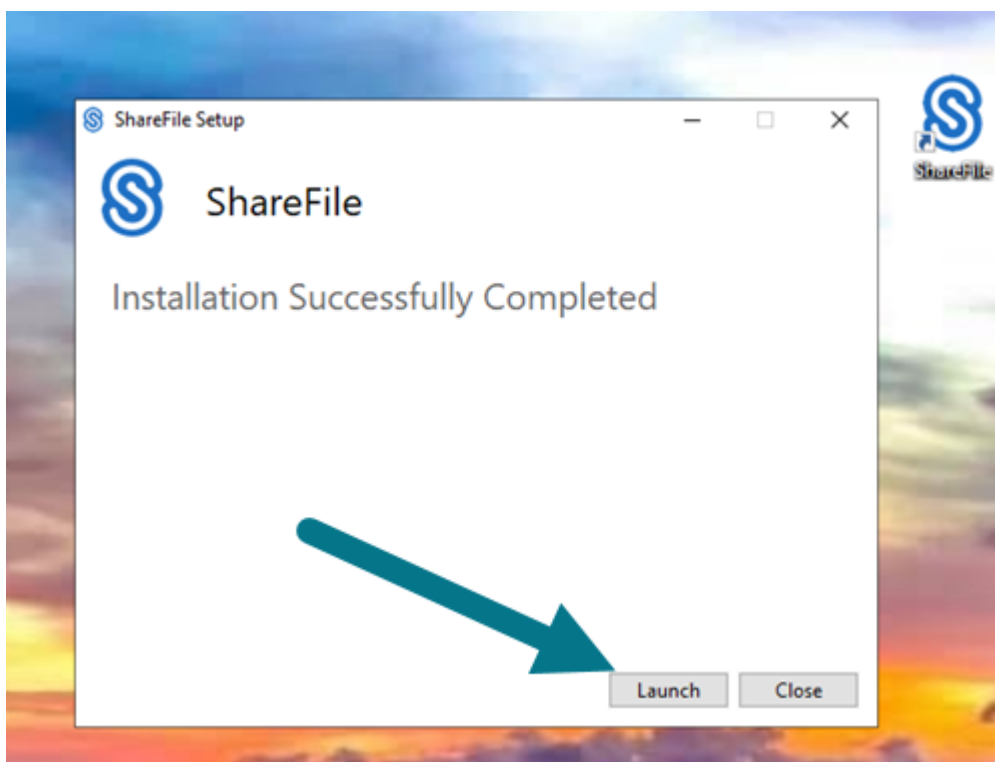 ShareFile Setup
ShareFile
ShareFile
Installation Successfully Completed
Launch
Close